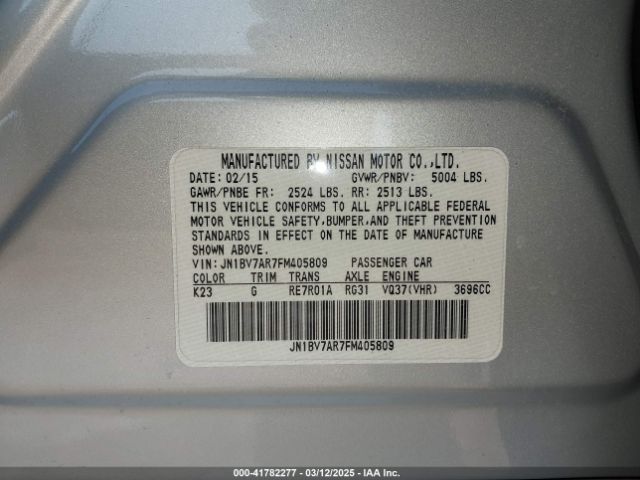 MANUFACTURED BY NISSAN MOTOR CO.,LTD.
DATE: 02/15 GVWR/PNBV: 5004 LBS.
GAWR/PNBE FR: 2524 LBS. RR: 2513 LBS.
THIS VEHICLE CONFORMS TO ALL APPLICABLE FEDERAL
MOTOR VEHICLE SAFETY,BUMPER,AND THEFT PREVENTION
STANDARDS IN EFFECT ON THE DATE OF MANUFACTURE
SHOWN ABOVE.
VIN: JN1BV7AR7FM405809 PASSENGER CAR
COLOR TRIM TRANS AXLE ENGINE
K23 G RE7R01A RG31 VQ37(VHR) 3696CC
JN1BV7AR7FM405809
000-41782277 - 03/12/2025 - IAAI.COM